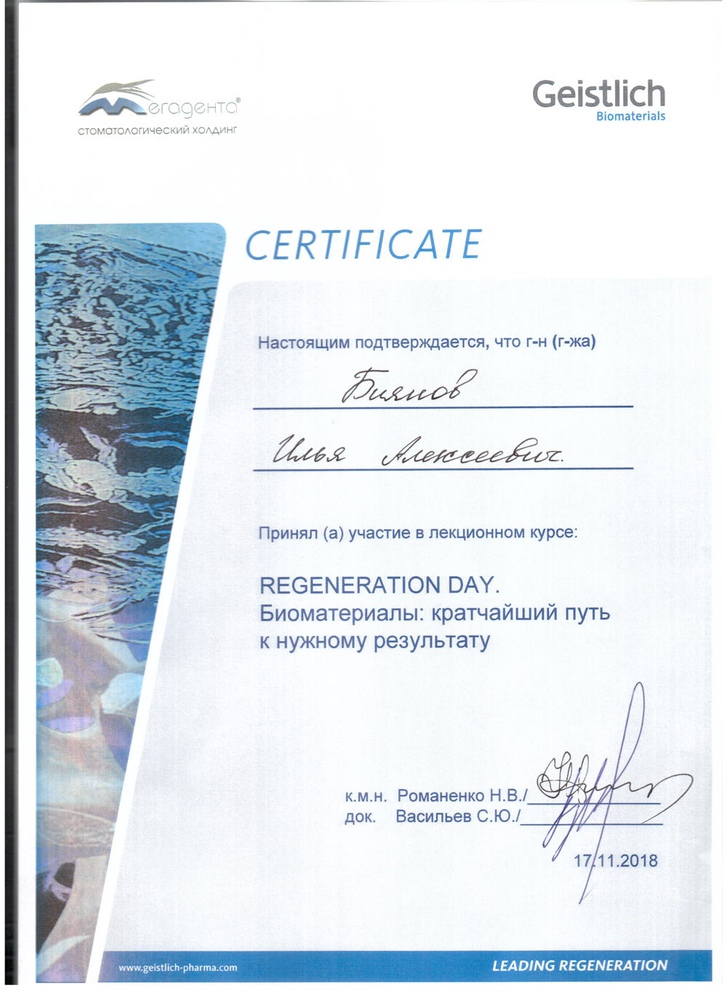 Мегадента®
стоматологический холдинг
Geistlich
Biomaterials
CERTIFICATE
Настоящим подтверждается, что г-н (г-жа)
Биянов
Илья Алексеевич.
Принял (а) участие в лекционном курсе:
REGENERATION DAY.
Биоматериалы: кратчайший путь
к нужному результату
к.м.н. Романенко Н.В./
док. Васильев С.Ю./
17.11.2018
www.geistlich-pharma.com
LEADING REGENERATION